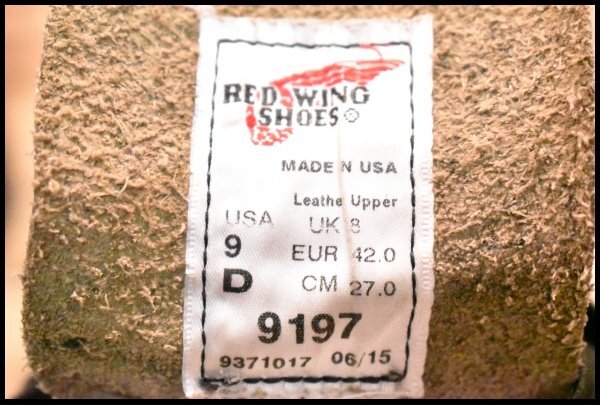 RED WING
SHOES®
MADE N USA
Leathe Upper
USA UK 8
9 EUR 42.0
D CM 27.0
9197
9371017 06/15